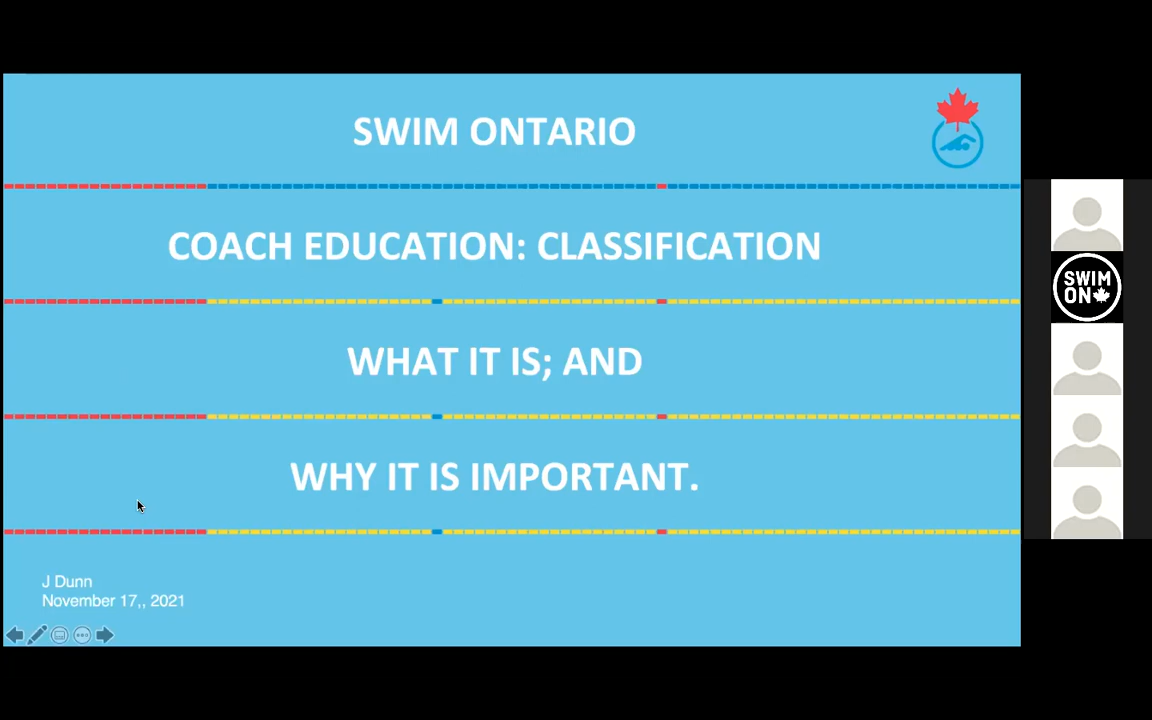 SWIM ONTARIO
COACH EDUCATION: CLASSIFICATION
WHAT IT IS; AND
WHY IT IS IMPORTANT.
J Dunn
November 17,, 2021
SWIM
ON